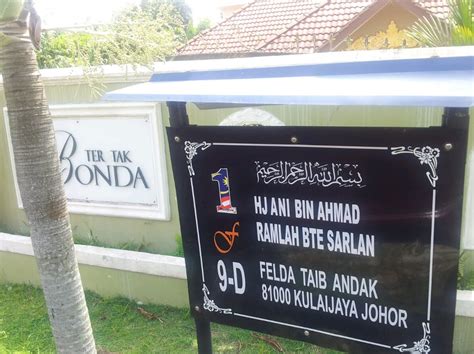 TER TAK
BONDA
بسم الله الرحمن الرحيم
1
HJ ANI BIN AHMAD
F
RAMLAH BTE SARLAN
9-D
FELDA TAIB ANDAK
81000 KULAIJAYA JOHOR